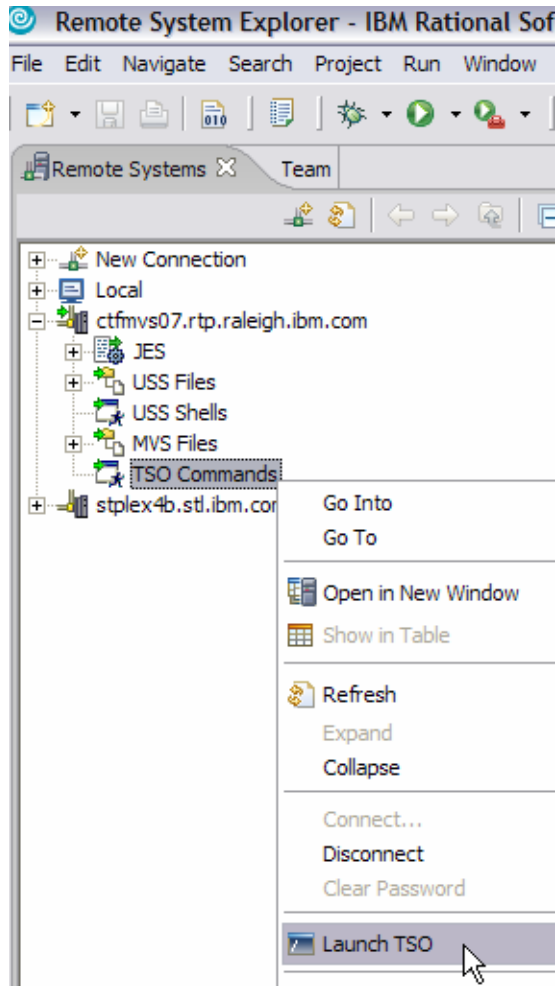 Remote System Explorer - IBM Rational Sof
File Edit Navigate Search Project Run Window
010
Remote Systems Team
New Connection
Local
ctfmvs07.rtp.raleigh.ibm.com
JES
USS Files
USS Shells
MVS Files
TSO Commands
stplex4b.stl.ibm.cor
Go Into
Go To
Open in New Window
Show in Table
Refresh
Expand
Collapse
Connect...
Disconnect
Clear Password
Launch TSO